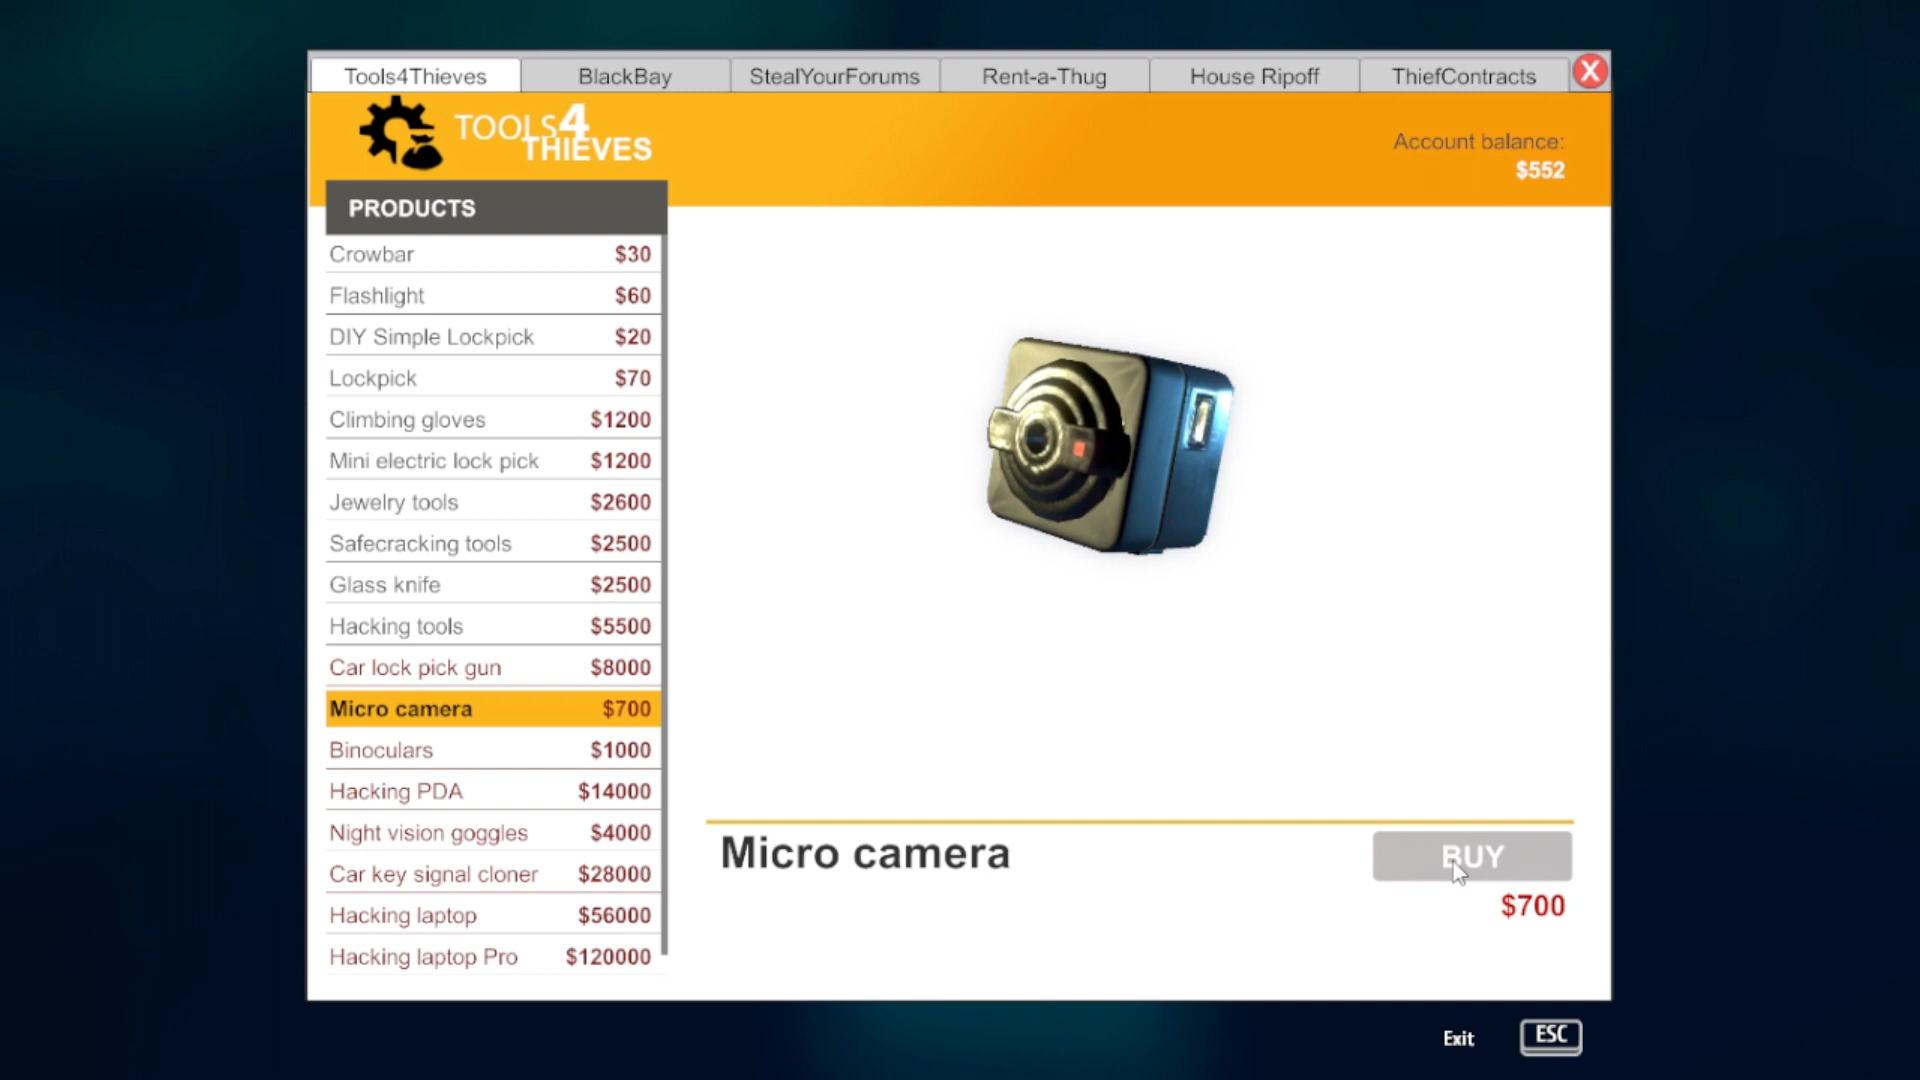 Tools4Thieves
BlackBay
StealYourForums
Rent-a-Thug
House Ripoff
ThiefContracts
X
TOOLS4
THIEVES
Account balance:
$552
PRODUCTS
Crowbar $30
Flashlight $60
DIY Simple Lockpick $20
Lockpick $70
Climbing gloves $1200
Mini electric lock pick $1200
Jewelry tools $2600
Safecracking tools $2500
Glass knife $2500
Hacking tools $5500
Car lock pick gun $8000
Micro camera $700
Binoculars $1000
Hacking PDA $14000
Night vision goggles $4000
Car key signal cloner $28000
Hacking laptop $56000
Hacking laptop Pro $120000
Micro camera
BUY
$700
Exit ESC